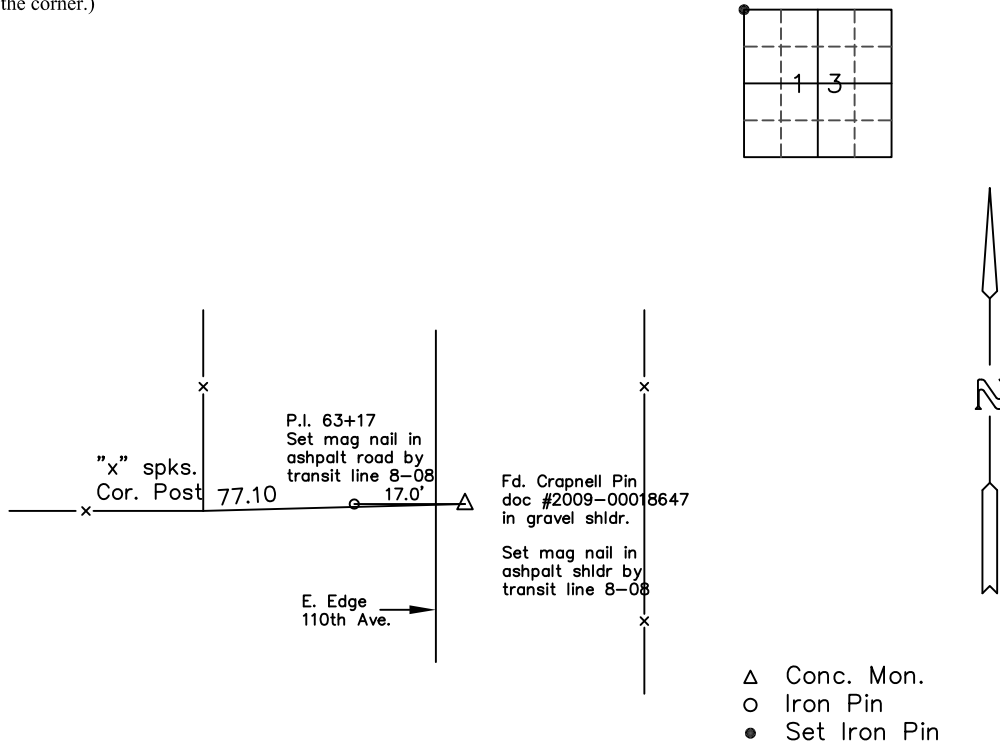 the corner.)
13
P.I. 63+17
Set mag nail in
ashpalt road by
transit line 8-08
"x" spks.
Cor. Post
77.10
17.0'
Fd. Crapnell Pin
doc #2009-00018647
in gravel shldr.
Set mag nail in
ashpalt shldr by
transit line 8-08
E. Edge
110th Ave.
N
Conc. Mon.
Iron Pin
Set Iron Pin